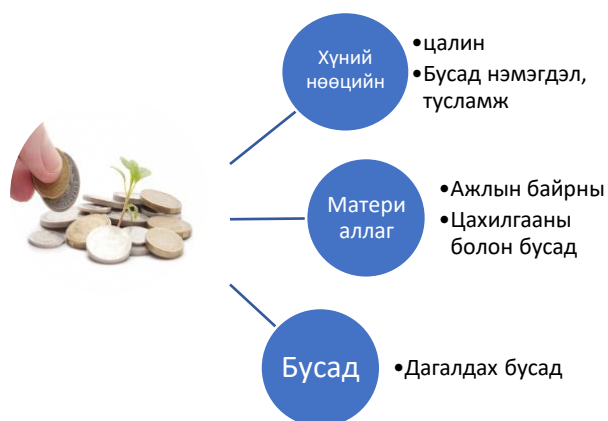 Хүний
нөөцийн
•цалин
•Бусад нэмэгдэл,
тусламж
Матери
аллаг
•Ажлын байрны
•Цахилгааны
болон бусад
Бусад
•Дагалдах бусад